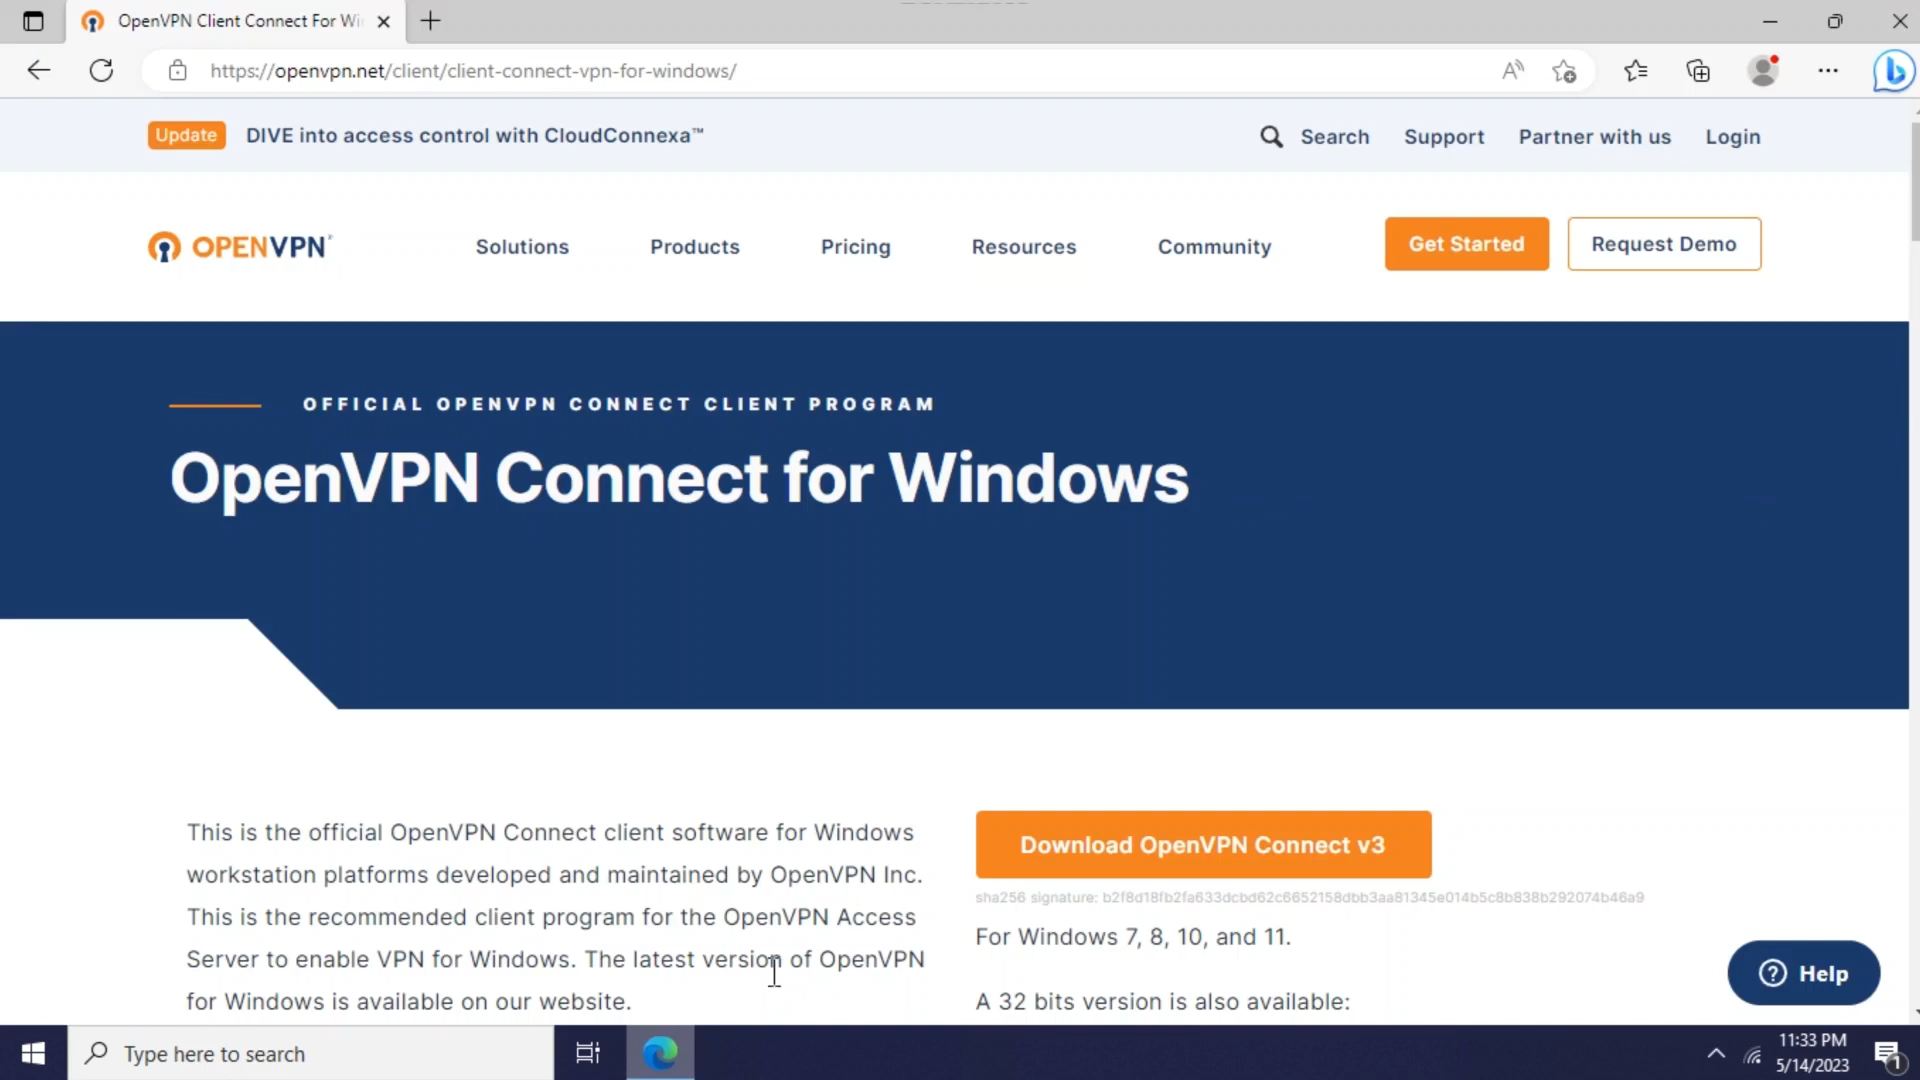 OpenVPN Client Connect For Wi
https://openvpn.net/client/client-connect-vpn-for-windows/
Update DIVE into access control with CloudConnexa™
Search Support Partner with us Login
OPENVPN
Solutions Products Pricing Resources Community
Get Started Request Demo
OFFICIAL OPENVPN CONNECT CLIENT PROGRAM
OpenVPN Connect for Windows
This is the official OpenVPN Connect client software for Windows
workstation platforms developed and maintained by OpenVPN Inc.
This is the recommended client program for the OpenVPN Access
Server to enable VPN for Windows. The latest version of OpenVPN
for Windows is available on our website.
Download OpenVPN Connect v3
sha256 signature: b2f8d18fb2fa633dcbd62c6652158dbb3aa81345e014b5c8b838b292074b46a9
For Windows 7, 8, 10, and 11.
A 32 bits version is also available:
Help
Type here to search
11:33 PM
5/14/2023
1